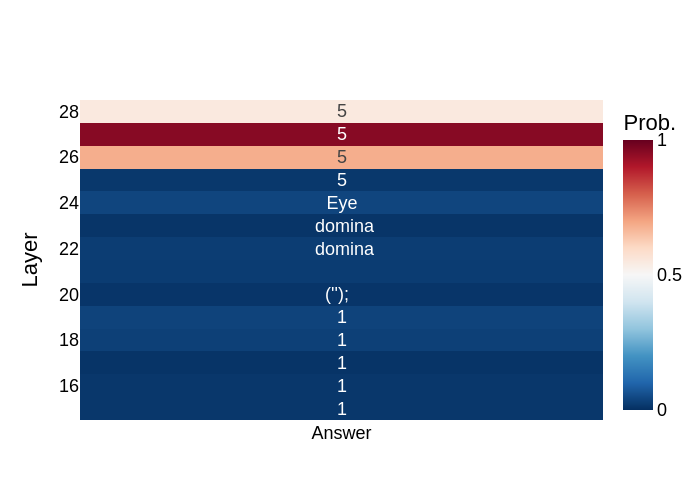 28 5 Prob.
5 1
26 5
5
24 Eye
domina
22 domina
Layer 0.5
20 (");
1
18 1
1
16 1
1 0
Answer